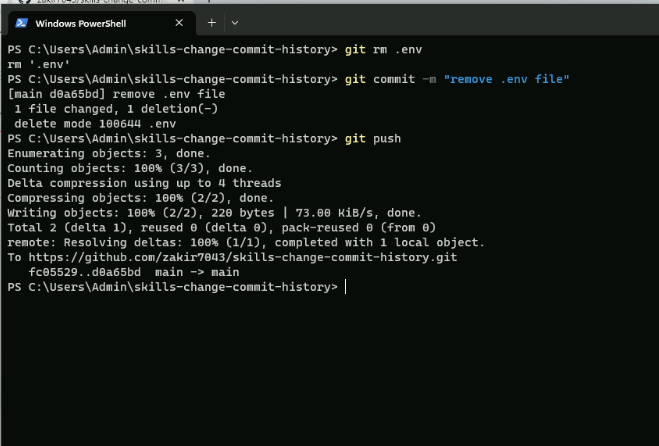 zakir7043/skills-change-comm
Windows PowerShell
PS C:\Users\Admin\skills-change-commit-history> git rm .env
rm '.env'
PS C:\Users\Admin\skills-change-commit-history> git commit -m "remove .env file"
[main d0a65bd] remove .env file
 1 file changed, 1 deletion(-)
 delete mode 100644 .env
PS C:\Users\Admin\skills-change-commit-history> git push
Enumerating objects: 3, done.
Counting objects: 100% (3/3), done.
Delta compression using up to 4 threads
Compressing objects: 100% (2/2), done.
Writing objects: 100% (2/2), 220 bytes | 73.00 KiB/s, done.
Total 2 (delta 1), reused 0 (delta 0), pack-reused 0 (from 0)
remote: Resolving deltas: 100% (1/1), completed with 1 local object.
To https://github.com/zakir7043/skills-change-commit-history.git
   fc05529..d0a65bd  main -> main
PS C:\Users\Admin\skills-change-commit-history>